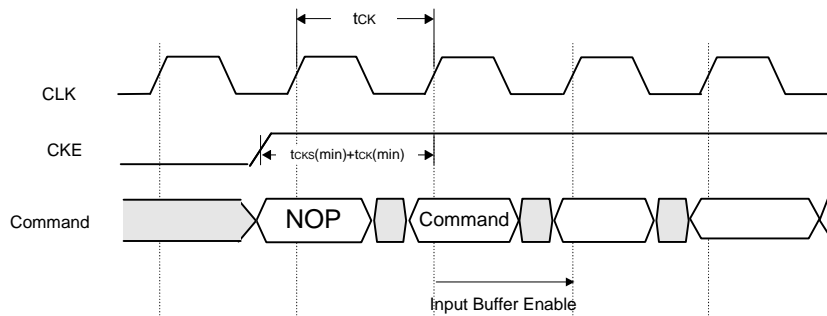 tCK
CLK
CKE
tCKS(min)+tCK(min)
Command
NOP
Command
Input Buffer Enable